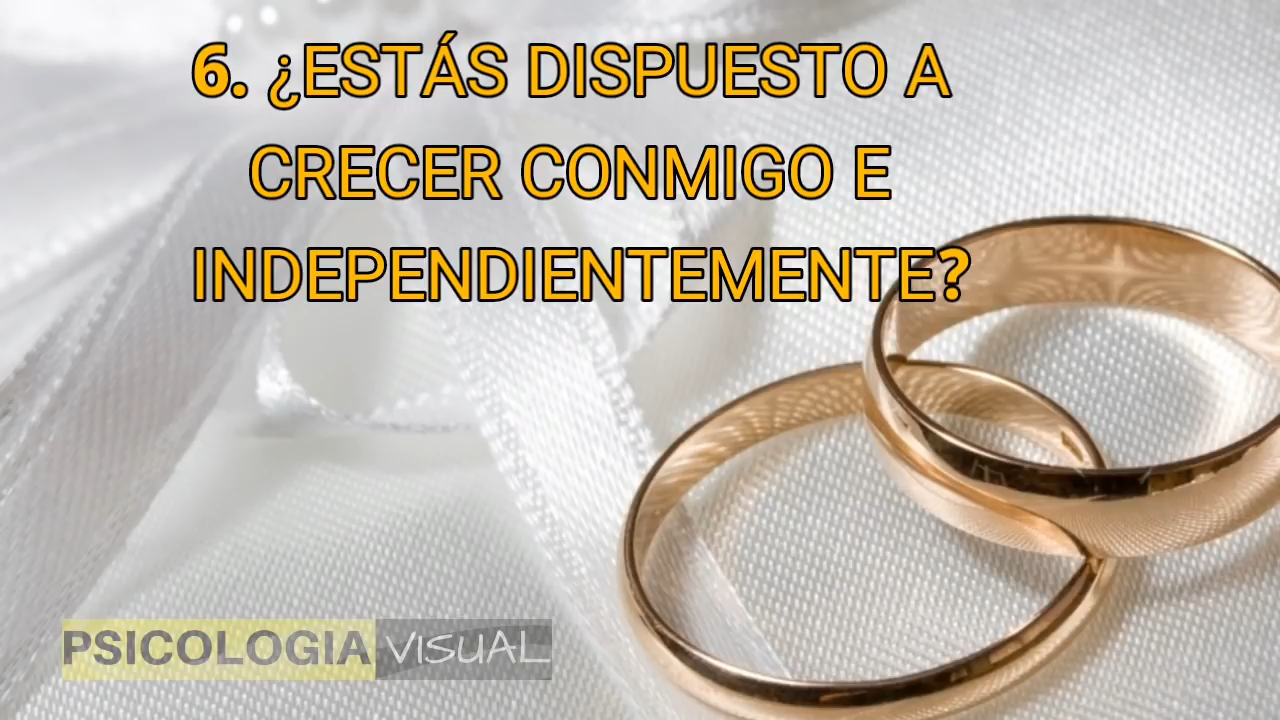 6. ¿ESTÁS DISPUESTO A
CRECER CONMIGO E
INDEPENDIENTEMENTE?
PSICOLOGIA VISUAL